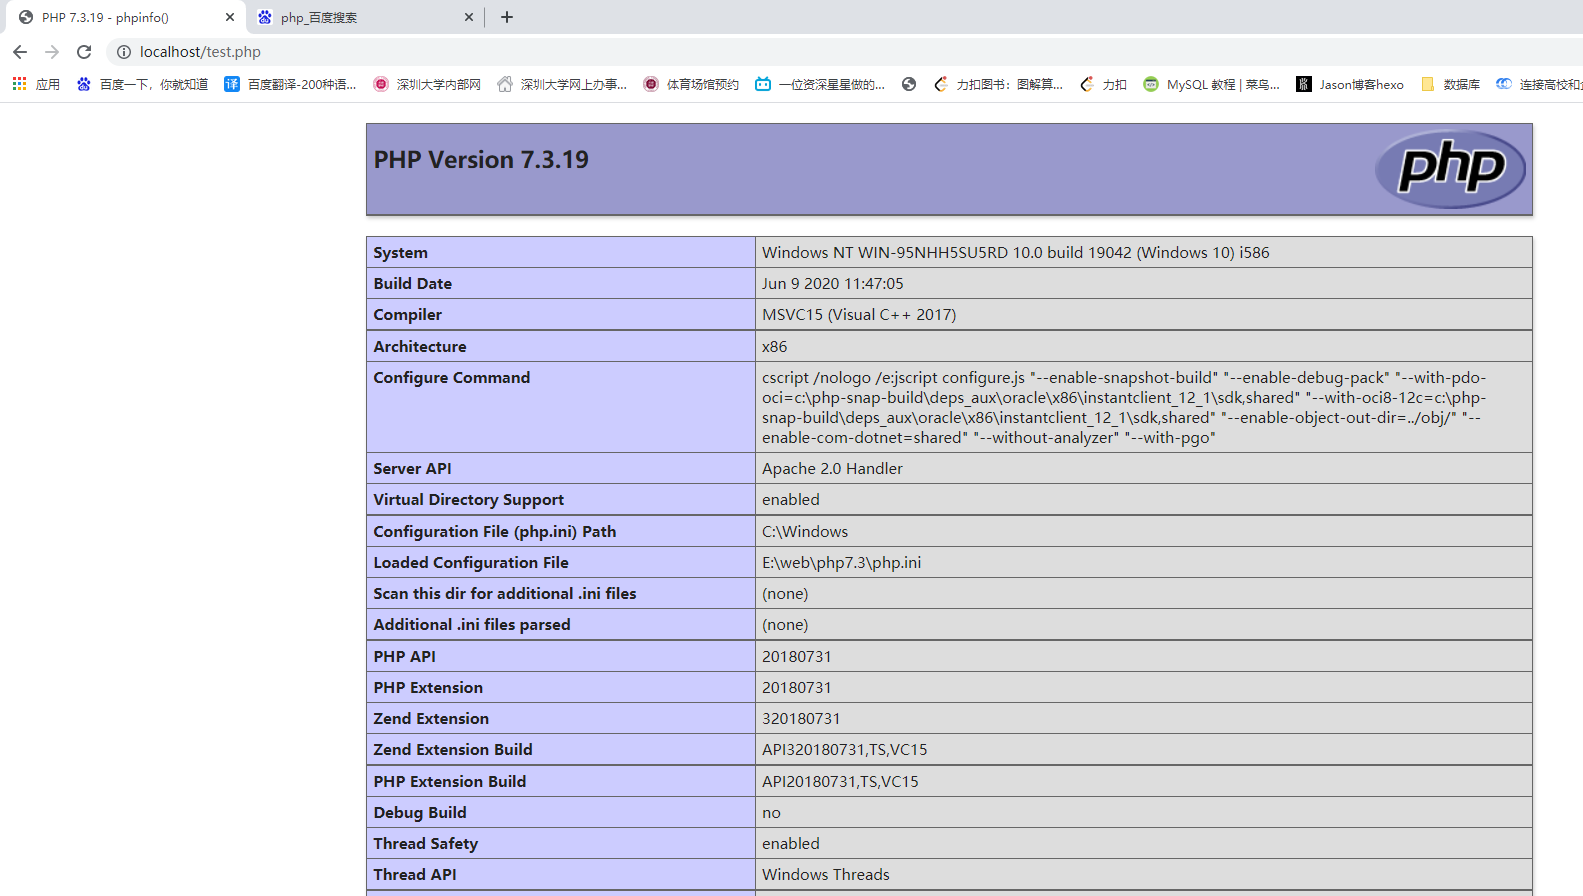 PHP 7.3.19 - phpinfo()
php_百度搜索
localhost/test.php
应用
百度一下，你就知道
译
百度翻译-200种语...
深圳大学内部网
深圳大学网上办事...
体育场馆预约
一位资深星星做的...
力扣图书：图解算...
力扣
MySQL 教程 | 菜鸟...
Jason博客hexo
数据库
连接高校和企
PHP Version 7.3.19
php
System Windows NT WIN-95NHH5SU5RD 10.0 build 19042 (Windows 10) i586
Build Date Jun 9 2020 11:47:05
Compiler MSVC15 (Visual C++ 2017)
Architecture x86
Configure Command cscript /nologo /e:jscript configure.js "--enable-snapshot-build" "--enable-debug-pack" "--with-pdo-
oci=c:\php-snap-build\deps_aux\oracle\x86\instantclient_12_1\sdk,shared" "--with-oci8-12c=c:\php-
snap-build\deps_aux\oracle\x86\instantclient_12_1\sdk,shared" "--enable-object-out-dir=../obj/" "--
enable-com-dotnet=shared" "--without-analyzer" "--with-pgo"
Server API Apache 2.0 Handler
Virtual Directory Support enabled
Configuration File (php.ini) Path C:\Windows
Loaded Configuration File E:\web\php7.3\php.ini
Scan this dir for additional .ini files (none)
Additional .ini files parsed (none)
PHP API 20180731
PHP Extension 20180731
Zend Extension 320180731
Zend Extension Build API320180731,TS,VC15
PHP Extension Build API20180731,TS,VC15
Debug Build no
Thread Safety enabled
Thread API Windows Threads